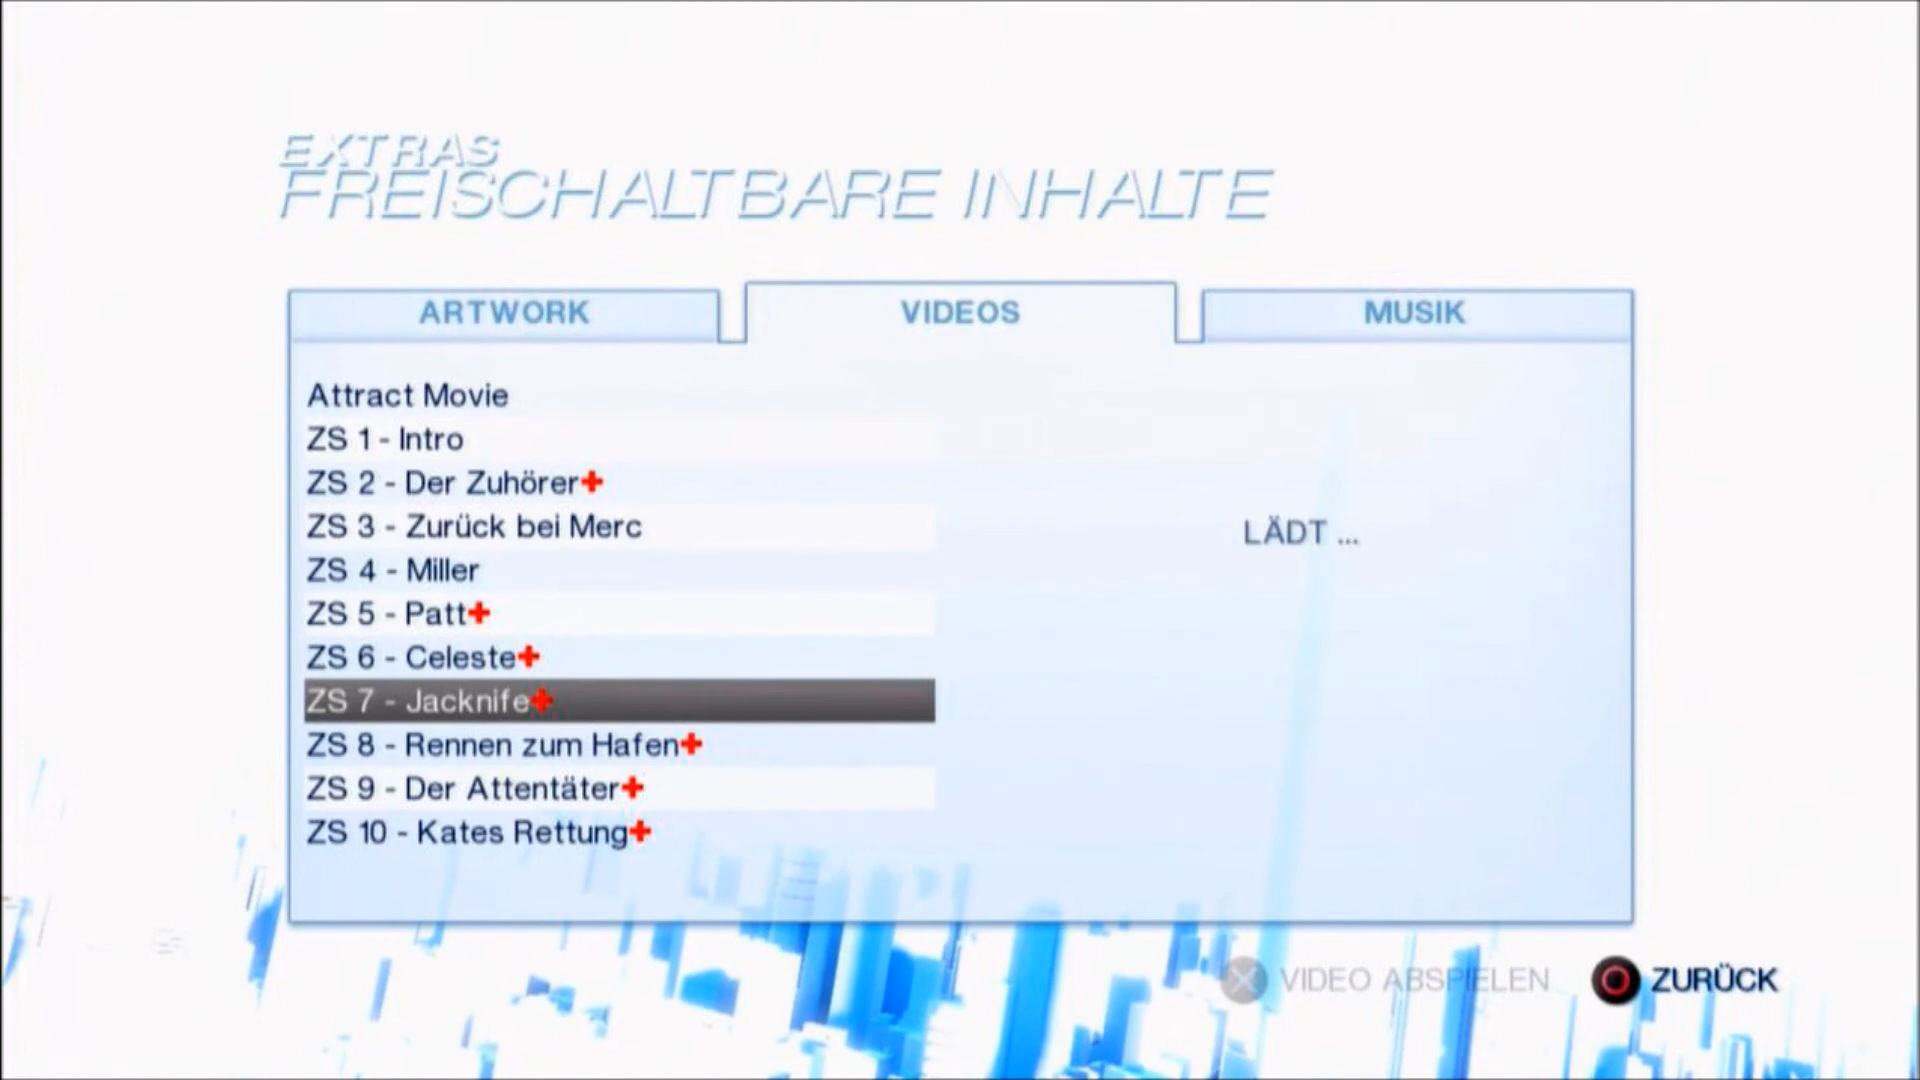 EXTRAS
FREISCHALTBARE INHALTE
ARTWORK
VIDEOS
MUSIK
Attract Movie
ZS 1 - Intro
ZS 2 - Der Zuhörer
ZS 3 - Zurück bei Merc
ZS 4 - Miller
ZS 5 - Patt
ZS 6 - Celeste
ZS 7 - Jacknife
ZS 8 - Rennen zum Hafen
ZS 9 - Der Attentäter
ZS 10 - Kates Rettung
LÄDT ...
VIDEO ABSPIELEN
ZURÜCK